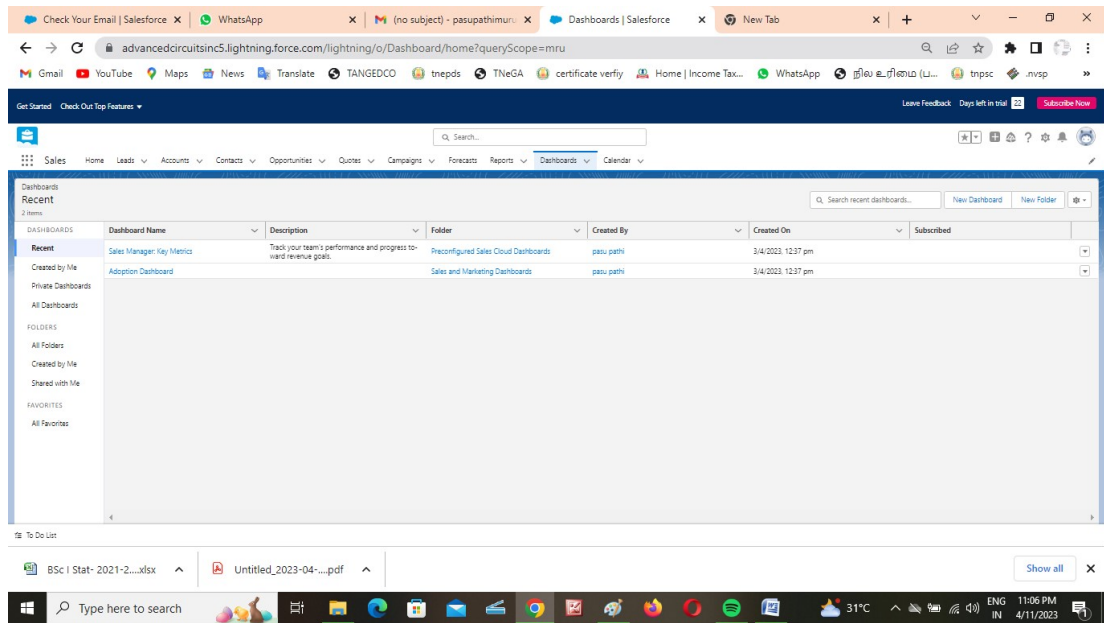 Check Your Email | Salesforce
WhatsApp
(no subject) - pasupathimuru
Dashboards | Salesforce
New Tab
advancedcircuitsinc5.lightning.force.com/lightning/o/Dashboard/home?queryScope=mru
Gmail YouTube Maps News Translate TANGEDCO tnepds TNeGA certificate verfiy Home | Income Tax... WhatsApp நில உரிமை (ப... tnpsc .nvsp »
Get Started Check Out Top Features
Leave Feedback Days left in trial 22 Subscribe Now
Search...
Sales Home Leads Accounts Contacts Opportunities Quotes Campaigns Forecasts Reports Dashboards Calendar
Dashboards
Recent
2 items
Search recent dashboards...
New Dashboard New Folder
DASHBOARDS Dashboard Name Description Folder Created By Created On Subscribed
Recent Sales Manager: Key Metrics Track your team's performance and progress to-
ward revenue goals. Preconfigured Sales Cloud Dashboards pasu pathi 3/4/2023, 12:37 pm
Created by Me Adoption Dashboard Sales and Marketing Dashboards pasu pathi 3/4/2023, 12:37 pm
Private Dashboards
All Dashboards
FOLDERS
All Folders
Created by Me
Shared with Me
FAVORITES
All Favorites
To Do List
BSc I Stat- 2021-2....xlsx Untitled_2023-04-....pdf Show all
Type here to search 31°C ENG 11:06 PM
IN 4/11/2023